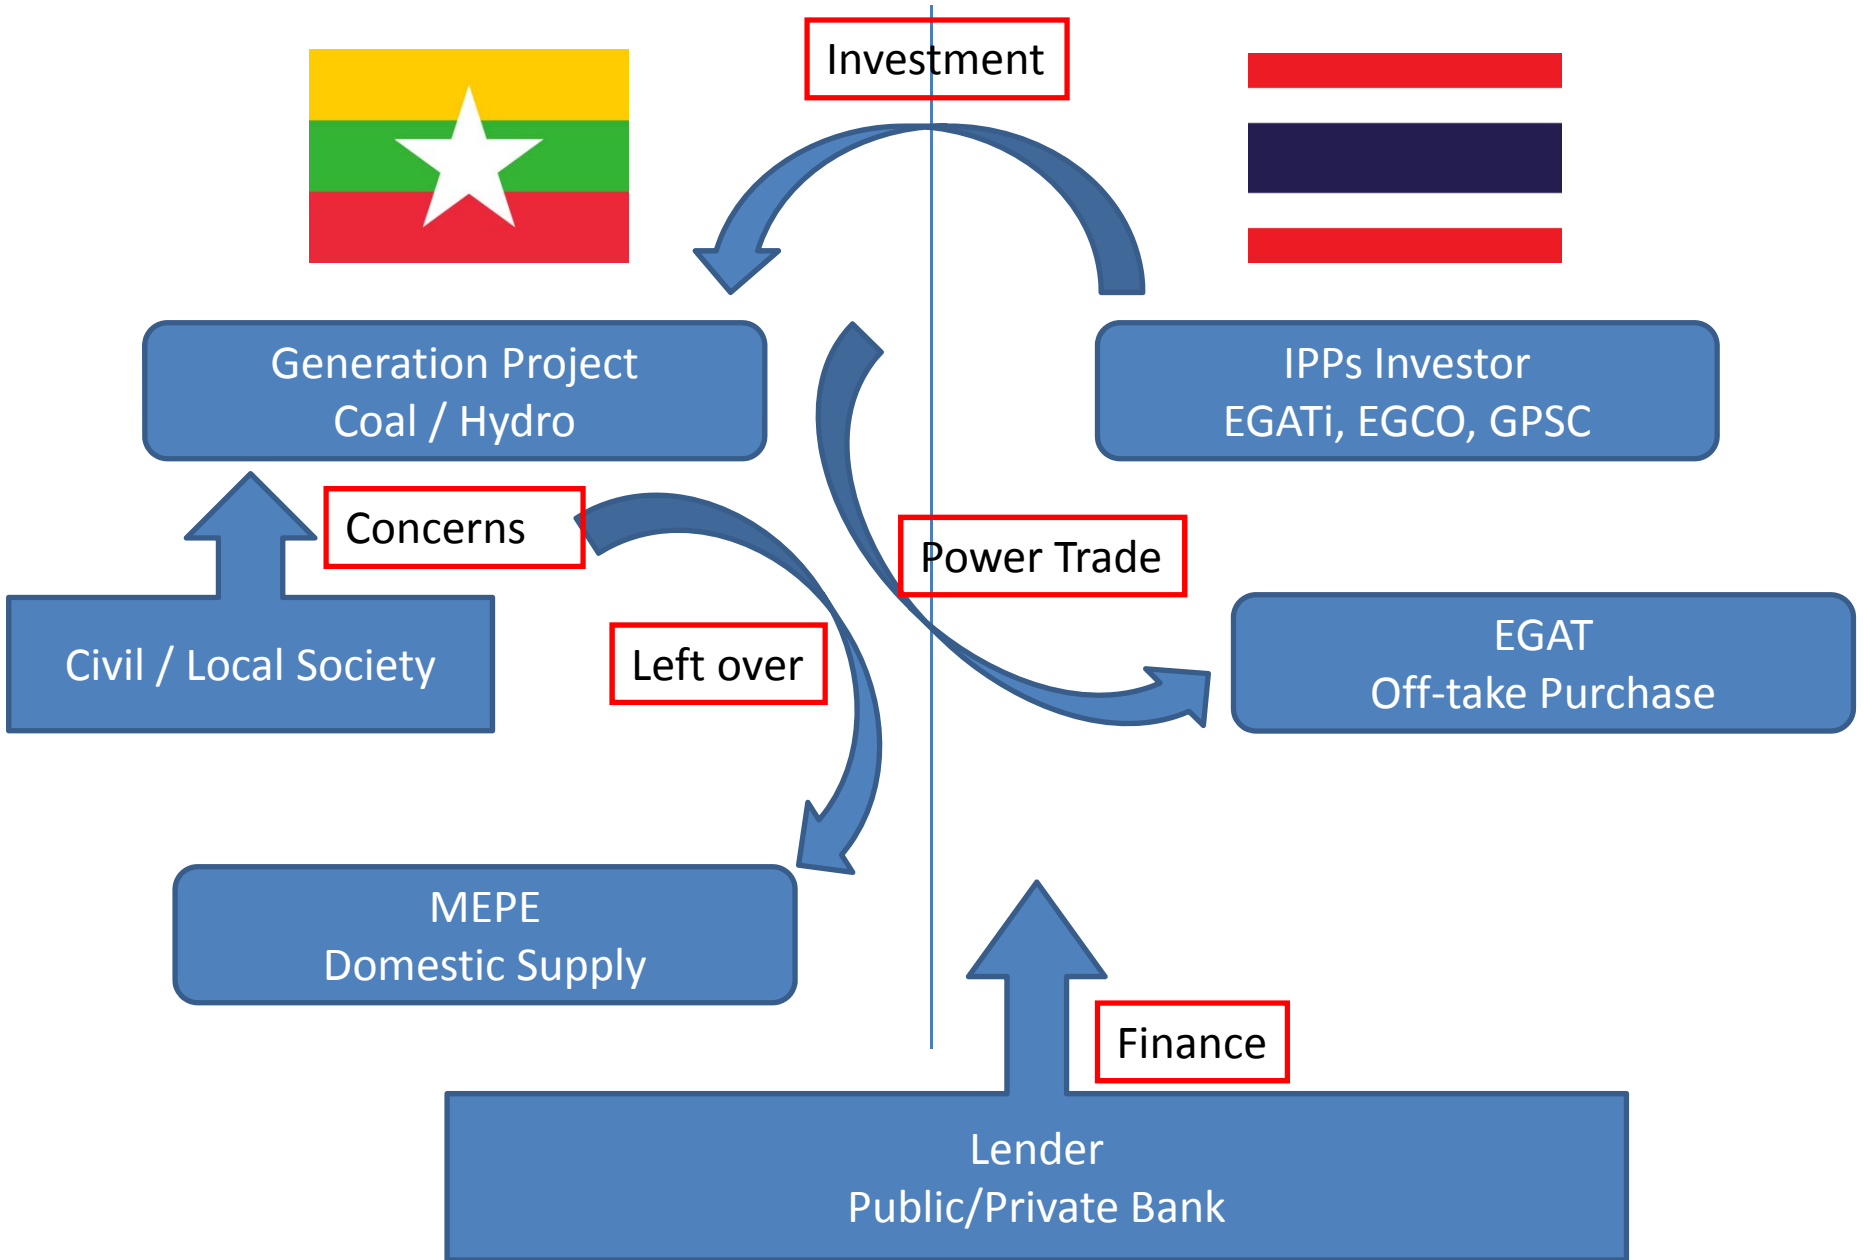 Investment
Generation Project
Coal / Hydro
IPPs Investor
EGATi, EGCO, GPSC
Concerns
Power Trade
Civil / Local Society
Left over
EGAT
Off-take Purchase
MEPE
Domestic Supply
Finance
Lender
Public/Private Bank